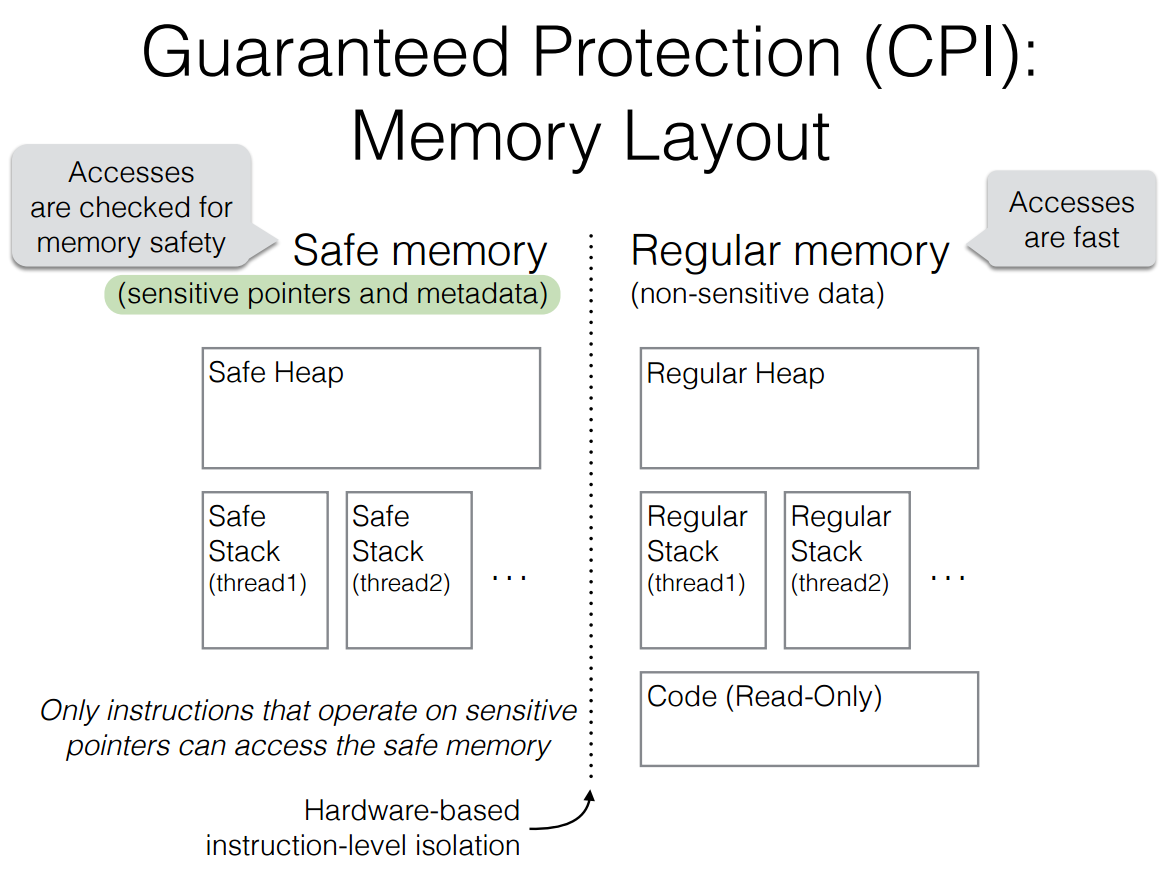 Guaranteed Protection (CPI):
Memory Layout
Accesses
are checked for
memory safety
Safe memory
(sensitive pointers and metadata)
Regular memory
(non-sensitive data)
Accesses
are fast
Safe Heap
Regular Heap
Safe
Stack
(thread1)
Safe
Stack
(thread2)
...
Regular
Stack
(thread1)
Regular
Stack
(thread2)
...
Code (Read-Only)
Only instructions that operate on sensitive
pointers can access the safe memory
Hardware-based
instruction-level isolation